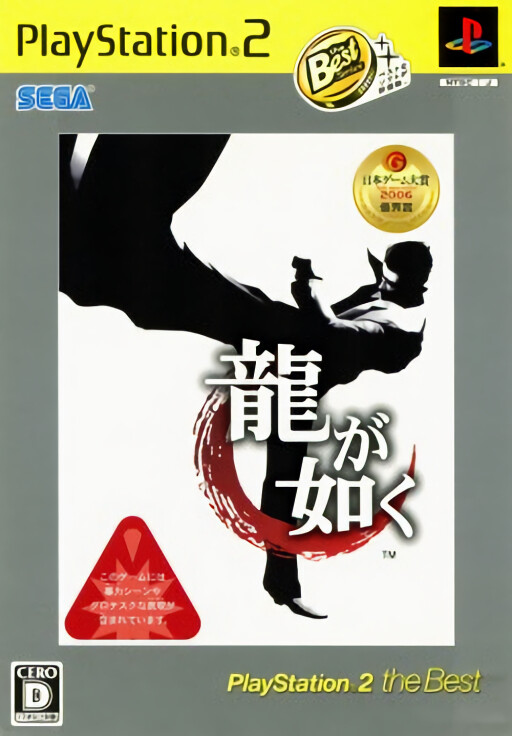 PlayStation®2
the Best
SEGA®
G
日本ゲーム大賞
2006
優秀賞
龍が
如く
TM
このゲームには
暴力シーンや
グロテスクな表現が
含まれています。
CERO
D
PlayStation®2 the Best